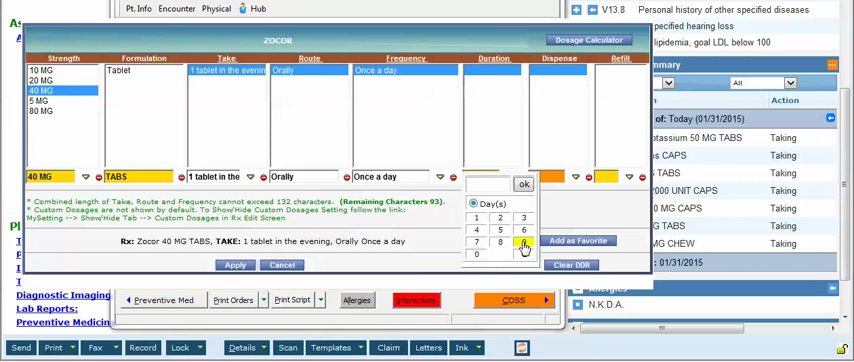 Pt. Info Encounter Physical Hub
V13.8 Personal history of other specified diseases
pecified hearing loss
lipidemia, goal LDL below 100
ZOCOR
Dosage Calculator
Strength Formulation Take Route Frequency Duration Dispense Refill
10 MG Tablet 1 tablet in the evenin Orally Once a day
20 MG
40 MG
5 MG
80 MG
40 MG TABS 1 tablet in the Orally Once a day
ok
Day(s)
1 2 3
4 5 6
7 8 9
0
* Combined length of Take, Route and Frequency cannot exceed 132 characters. (Remaining Characters 93).
* Custom Dosages are not shown by default. To Show/Hide Custom Dosages Setting follow the link:
MySetting --> Show/Hide Tab --> Custom Dosages in Rx Edit Screen
Rx: Zocor 40 MG TABS, TAKE: 1 tablet in the evening, Orally Once a day
Add as Favorite
Apply Cancel Clear DDR
mmary
All
Action
of: Today (01/31/2015)
otassium 50 MG TABS Taking
CAPS Taking
ms CAPS Taking
2000 UNIT CAPS Taking
MG CAPS Taking
MG CHEW Taking
: 01/31/2015
N.K.D.A.
Diagnostic Imaging
Lab Reports:
Preventive Medicin
Preventive Med Print Orders Print Script Allergies Interactions CDSS
Send Print Fax Record Lock Details Scan Templates Claim Letters Ink